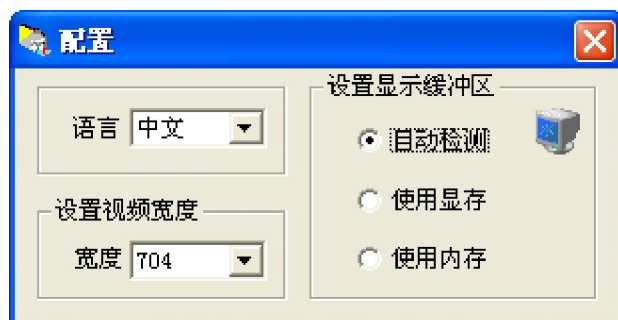 配置
语言 中文
设置视频宽度
宽度 704
设置显示缓冲区
自动检测
使用显存
使用内存